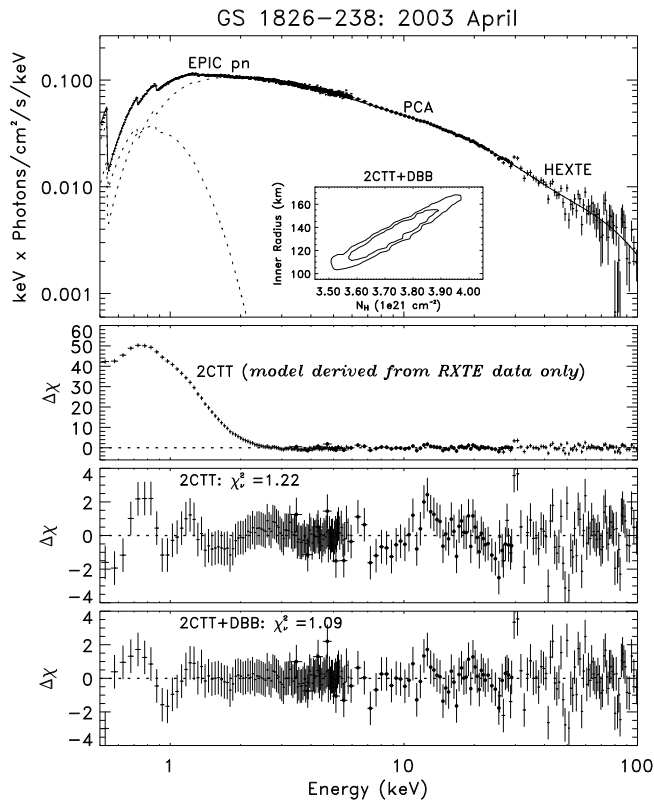 GS 1826−238: 2003 April
keV x Photons/cm²/s/keV
0.100
0.010
0.001
EPIC pn
PCA
HEXTE
2CTT+DBB
Inner Radius (km)
160
140
120
100
3.50 3.60 3.70 3.80 3.90 4.00
N_H (1e21 cm⁻²)
Δχ
60
50
40
30
20
10
0
2CTT (model derived from RXTE data only)
Δχ
4
2
0
−2
−4
2CTT: χ²ᵥ =1.22
Δχ
4
2
0
−2
−4
2CTT+DBB: χ²ᵥ =1.09
1 10 100
Energy (keV)